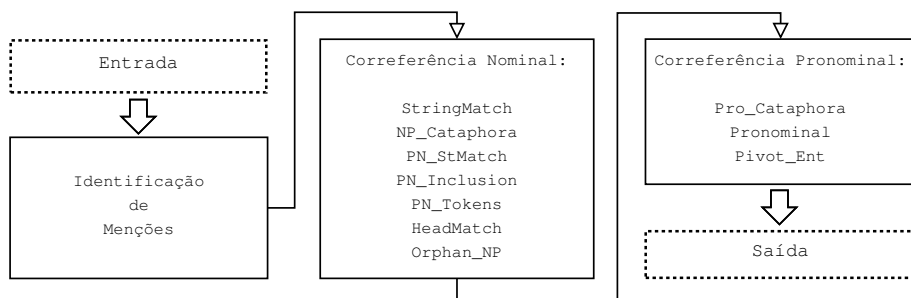 Entrada
Identificação
de
Menções
Correferência Nominal:
StringMatch
NP_Cataphora
PN_StMatch
PN_Inclusion
PN_Tokens
HeadMatch
Orphan_NP
Correferência Pronominal:
Pro_Cataphora
Pronominal
Pivot_Ent
Saída